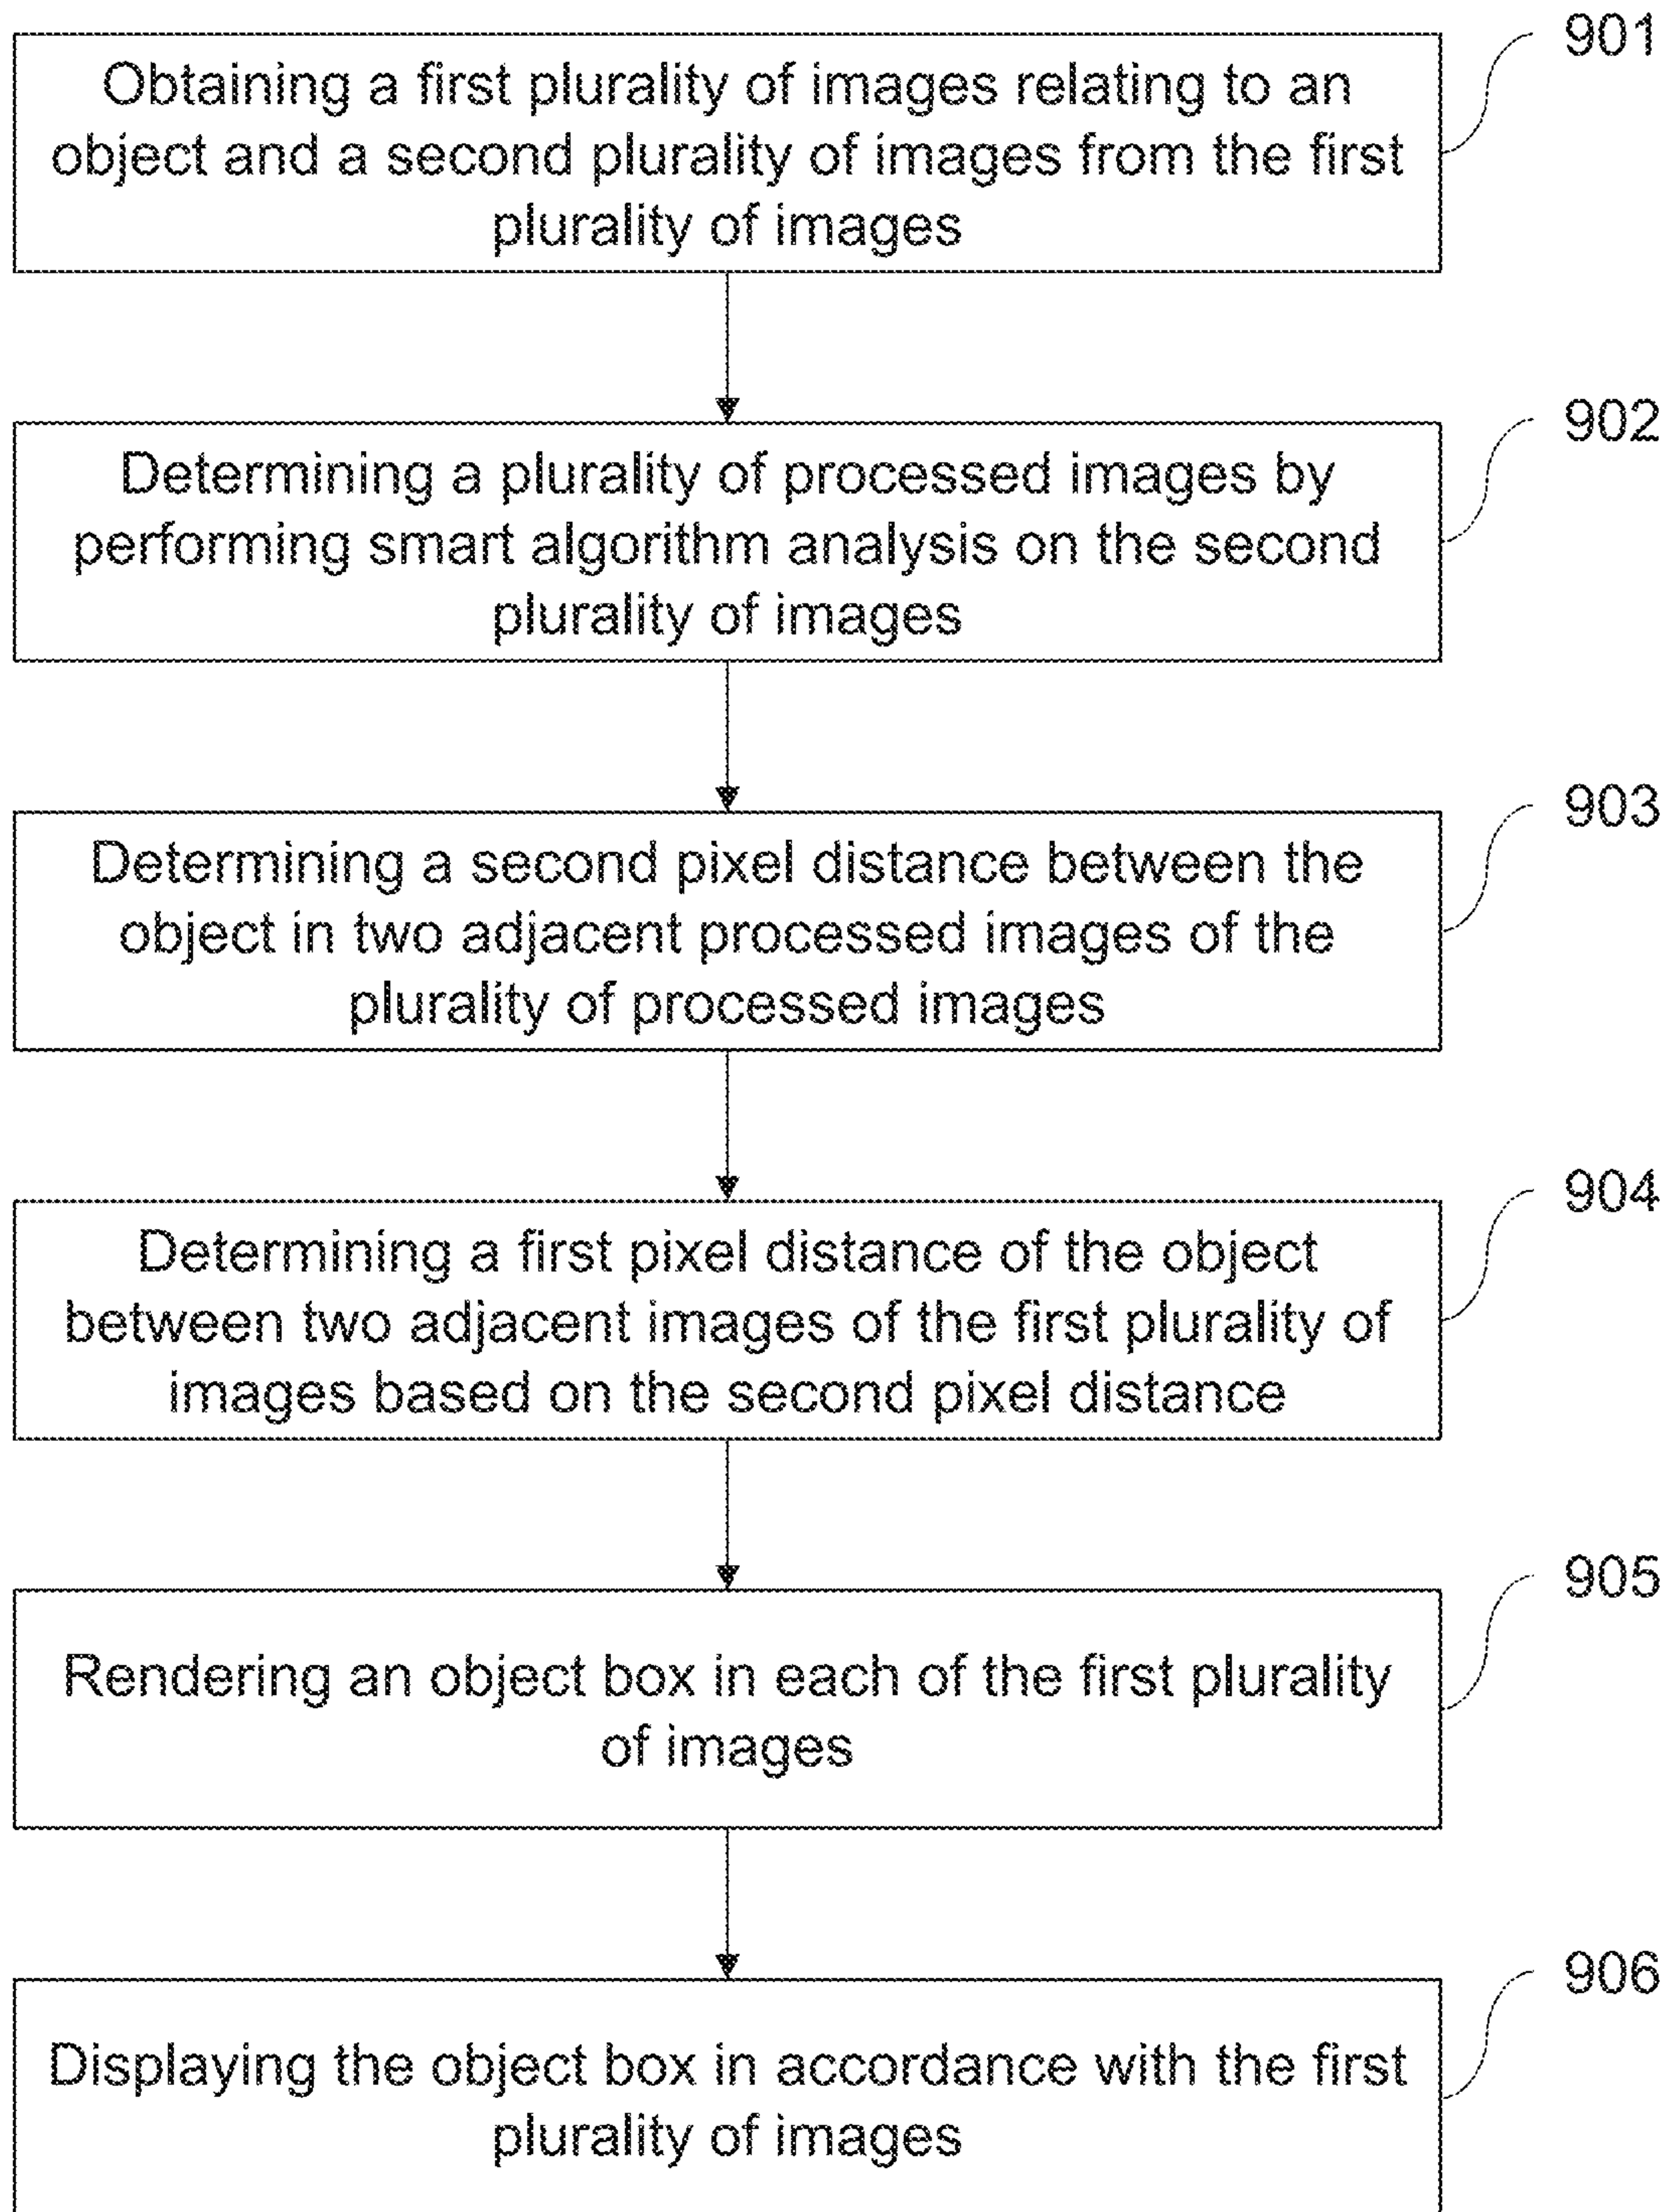 901
Obtaining a first plurality of images relating to an
object and a second plurality of images from the first
plurality of images
902
Determining a plurality of processed images by
performing smart algorithm analysis on the second
plurality of images
903
Determining a second pixel distance between the
object in two adjacent processed images of the
plurality of processed images
904
Determining a first pixel distance of the object
between two adjacent images of the first plurality of
images based on the second pixel distance
905
Rendering an object box in each of the first plurality
of images
906
Displaying the object box in accordance with the first
plurality of images